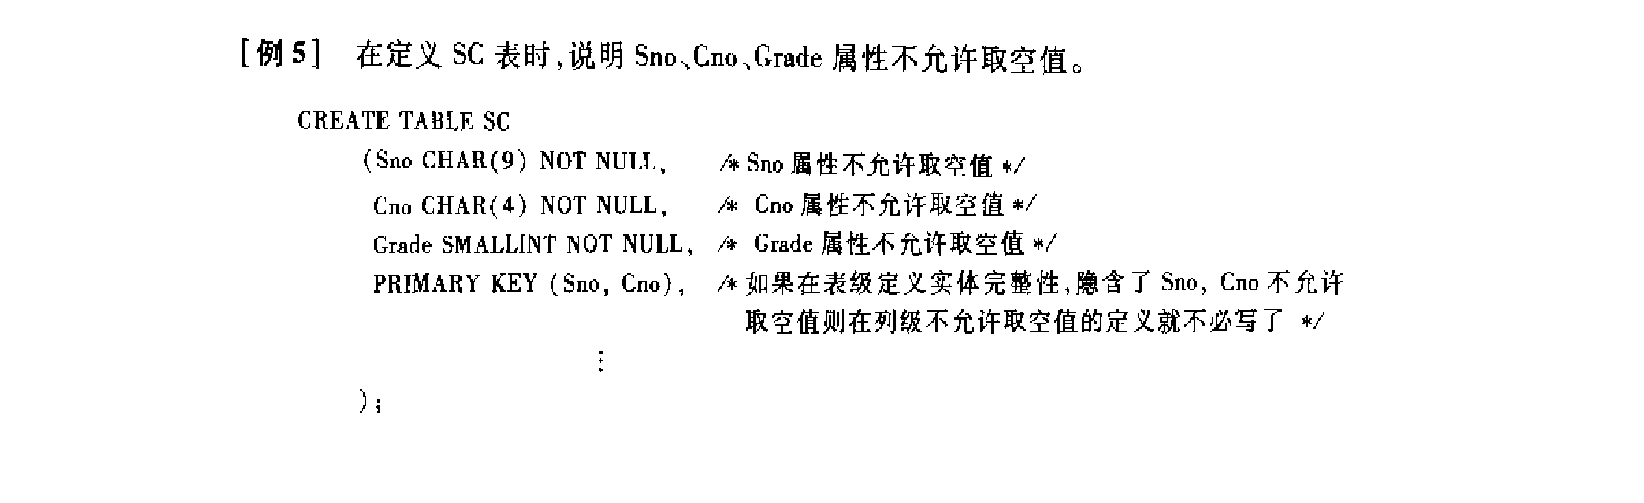 [例5] 在定义 SC 表时,说明 Sno、Cno、Grade 属性不允许取空值。
CREATE TABLE SC
(Sno CHAR(9) NOT NULL, /* Sno 属性不允许取空值 */
Cno CHAR(4) NOT NULL, /* Cno 属性不允许取空值 */
Grade SMALLINT NOT NULL, /* Grade 属性不允许取空值 */
PRIMARY KEY (Sno, Cno), /* 如果在表级定义实体完整性,隐含了 Sno, Cno 不允许
取空值则在列级不允许取空值的定义就不必写了 */
⋮
);